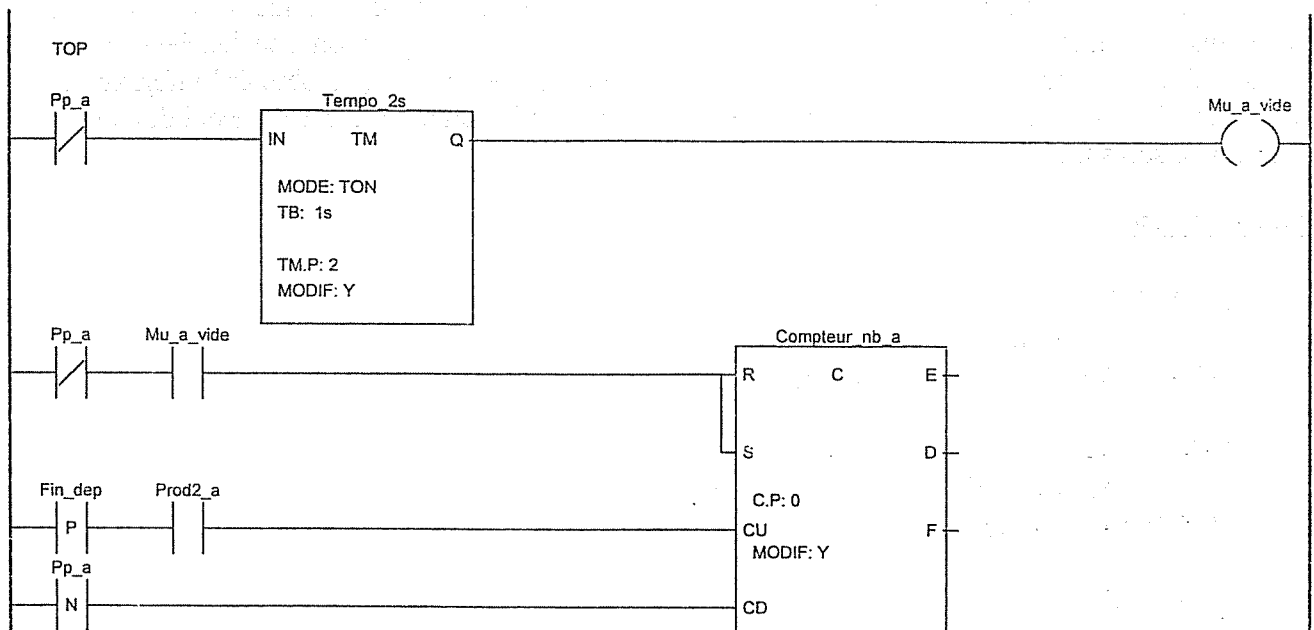 TOP
Pp_a Tempo_2s Mu_a_vide
IN TM Q
MODE: TON
TB: 1s
TM.P: 2
MODIF: Y
Pp_a Mu_a_vide Compteur_nb_a
R C E
S D
Fin_dep Prod2_a
C.P: 0
P CU F
MODIF: Y
Pp_a
N CD